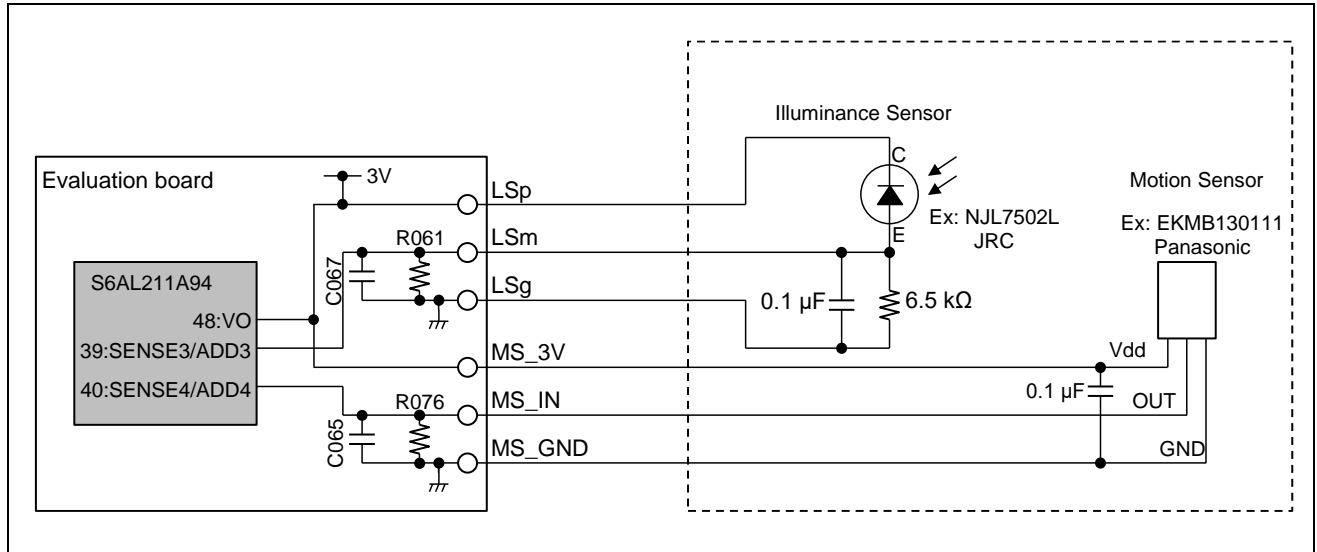 Evaluation board
3V
S6AL211A94
48:VO
39:SENSE3/ADD3
40:SENSE4/ADD4
C067
R061
C065
R076
LSp
LSm
LSg
MS_3V
MS_IN
MS_GND
Illuminance Sensor
C
E
Ex: NJL7502L
JRC
0.1 µF
6.5 kΩ
Motion Sensor
Ex: EKMB130111
Panasonic
Vdd
0.1 µF
OUT
GND